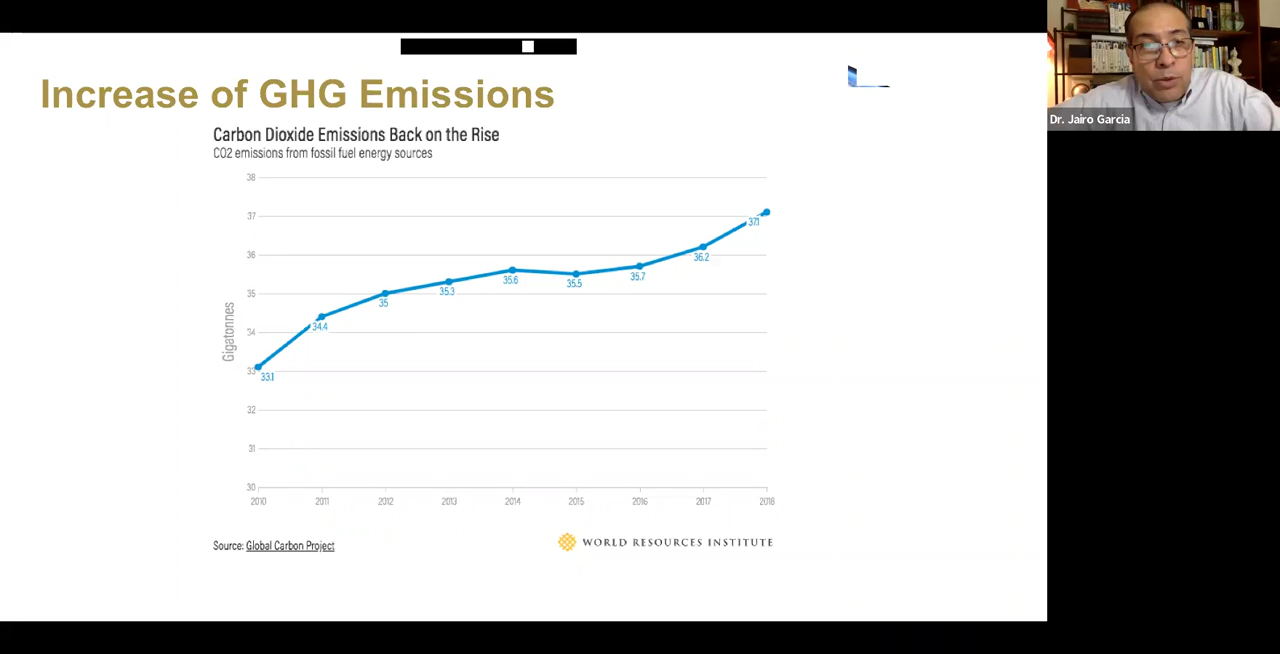 Increase of GHG Emissions
Carbon Dioxide Emissions Back on the Rise
CO2 emissions from fossil fuel energy sources
38
37
36
35
34
33
32
31
30
Gigatonnes
33.1
34.4
35
35.3
35.6
35.5
35.7
36.2
37.1
2010 2011 2012 2013 2014 2015 2016 2017 2018
Source: Global Carbon Project
WORLD RESOURCES INSTITUTE
Dr. Jairo Garcia